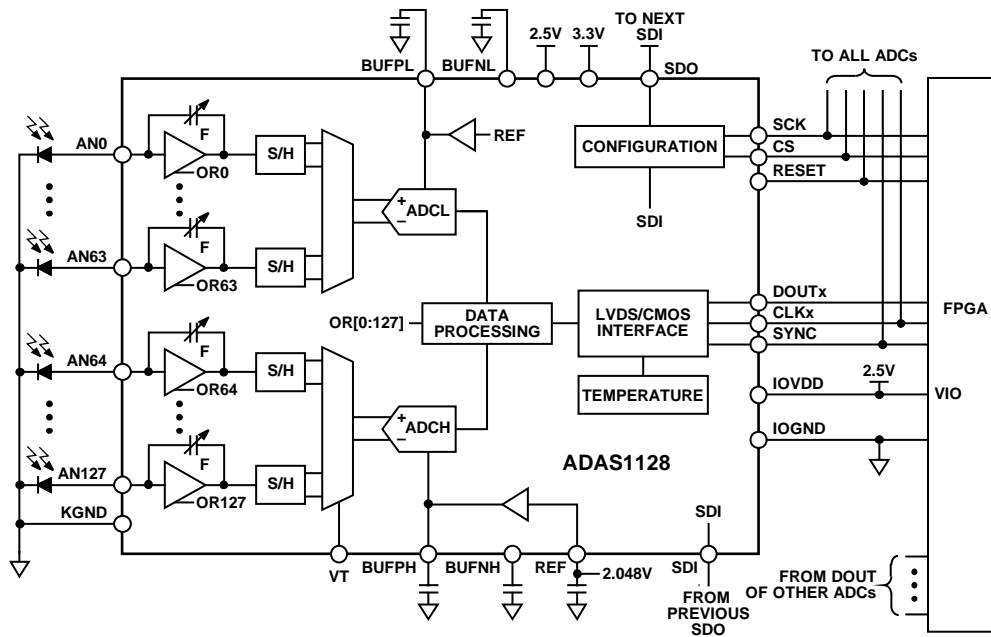 TO NEXT
SDI
2.5V
3.3V
BUFPL
BUFNL
SDO
TO ALL ADCs
AN0
F
OR0
S/H
REF
CONFIGURATION
SCK
CS
RESET
+
–
ADCL
SDI
AN63
F
OR63
S/H
OR[0:127]
DATA
PROCESSING
LVDS/CMOS
INTERFACE
DOUTx
CLKx
SYNC
FPGA
AN64
F
OR64
S/H
TEMPERATURE
IOVDD
2.5V
VIO
+
–
ADCH
IOGND
AN127
F
OR127
S/H
ADAS1128
KGND
SDI
VT
BUFPH
BUFNH
REF
2.048V
SDI
FROM
PREVIOUS
SDO
FROM DOUT
OF OTHER ADCs